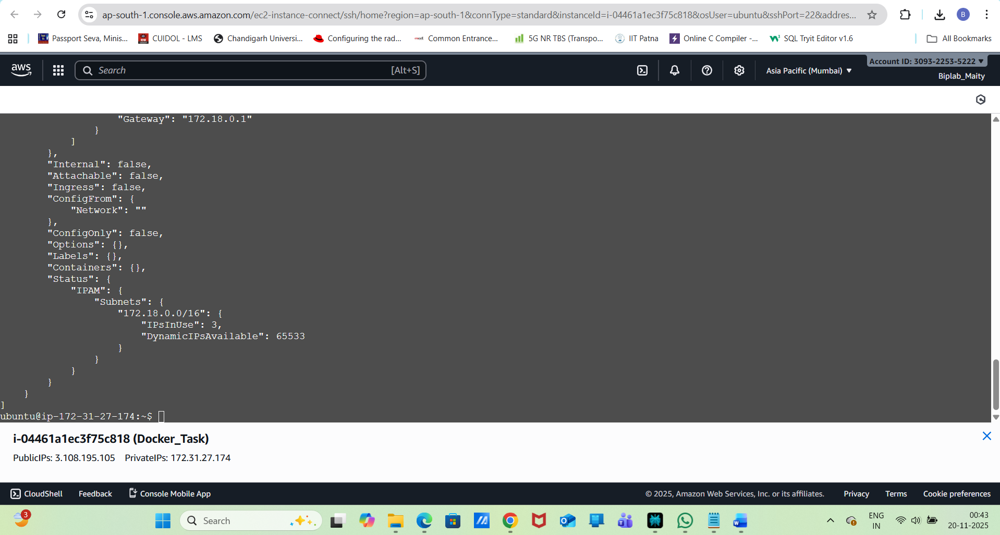 ap-south-1.console.aws.amazon.com/ec2-instance-connect/ssh/home?region=ap-south-1&connType=standard&instanceId=i-04461a1ec3f75c818&osUser=ubuntu&sshPort=22&addres...
B
Passport Seva, Minis...
CUIDOL - LMS
Chandigarh Universi...
Configuring the rad...
Common Entrance...
5G NR TBS (Transpo...
IIT Patna
Online C Compiler -...
SQL Tryit Editor v1.6
All Bookmarks
aws
Search
[Alt+S]
Asia Pacific (Mumbai)
Account ID: 3093-2253-5222
Biplab_Maity
"Gateway": "172.18.0.1"
}
]
},
"Internal": false,
"Attachable": false,
"Ingress": false,
"ConfigFrom": {
"Network": ""
},
"ConfigOnly": false,
"Options": {},
"Labels": {},
"Containers": {},
"Status": {
"IPAM": {
"Subnets": {
"172.18.0.0/16": {
"IPsInUse": 3,
"DynamicIPsAvailable": 65533
}
}
}
}
}
]
ubuntu@ip-172-31-27-174:~$
i-04461a1ec3f75c818 (Docker_Task)
PublicIPs: 3.108.195.105 PrivateIPs: 172.31.27.174
CloudShell
Feedback
Console Mobile App
© 2025, Amazon Web Services, Inc. or its affiliates.
Privacy
Terms
Cookie preferences
3
Search
ENG
IN
00:43
20-11-2025